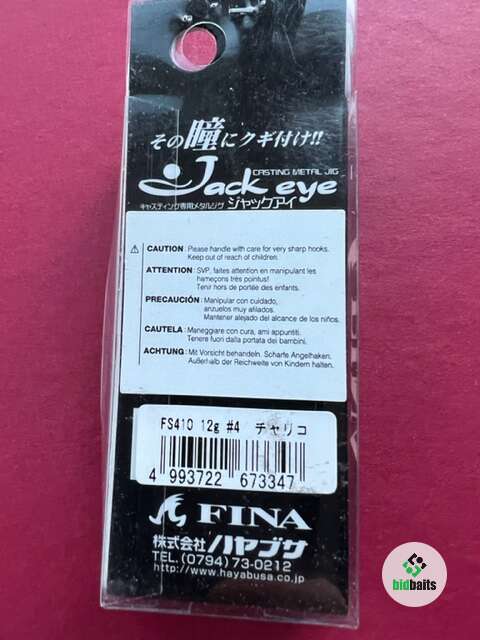 その瞳にクギ付け!!
CASTING METAL JIG
Jack eye
キャスティング専用メタルジグ ジャックアイ
⚠ CAUTION : Please handle with care for very sharp hooks.
Keep out of reach of children.
ATTENTION : SVP, faites attention en manipulant les
hameçons très pointus!
Tenir hors de portée des enfants.
PRECAUCIÓN : Manipular con cuidado,
anzuelos muy afilados.
Mantener alejado del alcance de los niños.
CAUTELA : Maneggiare con cura, ami appuntiti.
Tenere fuori dalla portata dei bambini.
ACHTUNG : Mit Vorsicht behandeln. Scharfe Angelhaken.
Außerhalb der Reichweite von Kindern halten.
FS410 12g #4 チャリコ
4 993722 673347
FINA
株式会社ハヤブサ
TEL.(0794)73-0212
http://www.hayabusa.co.jp
bidbaits